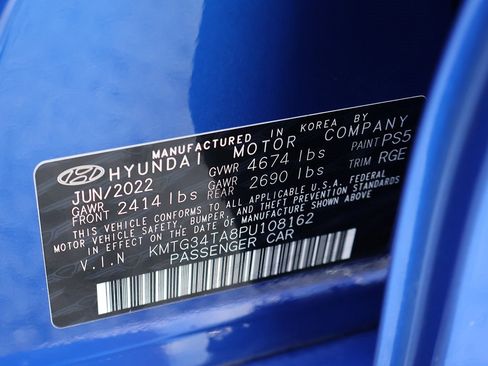 MANUFACTURED IN KOREA BY
HYUNDAI MOTOR COMPANY
JUN/2022 GVWR 4674 lbs PAINT PS5
GAWR FRONT 2414 lbs GAWR REAR 2690 lbs TRIM RGE
THIS VEHICLE CONFORMS TO ALL APPLICABLE U.S.A. FEDERAL
MOTOR VEHICLE SAFETY, BUMPER, AND THEFT PREVENTION STANDARDS
IN EFFECT ON THE DATE OF MANUFACTURE SHOWN ABOVE.
V.I.N KMTG34TA8PU108162
PASSENGER CAR